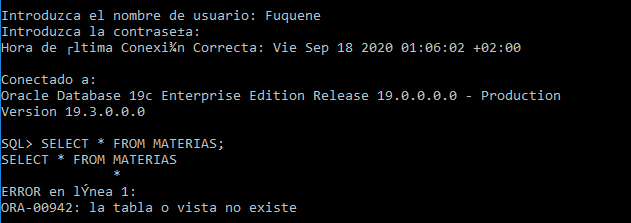 Introduzca el nombre de usuario: Fuquene
Introduzca la contrase±a:
Hora de ┌ltima Conexi¾n Correcta: Vie Sep 18 2020 01:06:02 +02:00
Conectado a:
Oracle Database 19c Enterprise Edition Release 19.0.0.0.0 - Production
Version 19.3.0.0.0
SQL> SELECT * FROM MATERIAS;
SELECT * FROM MATERIAS
*
ERROR en lÝnea 1:
ORA-00942: la tabla o vista no existe